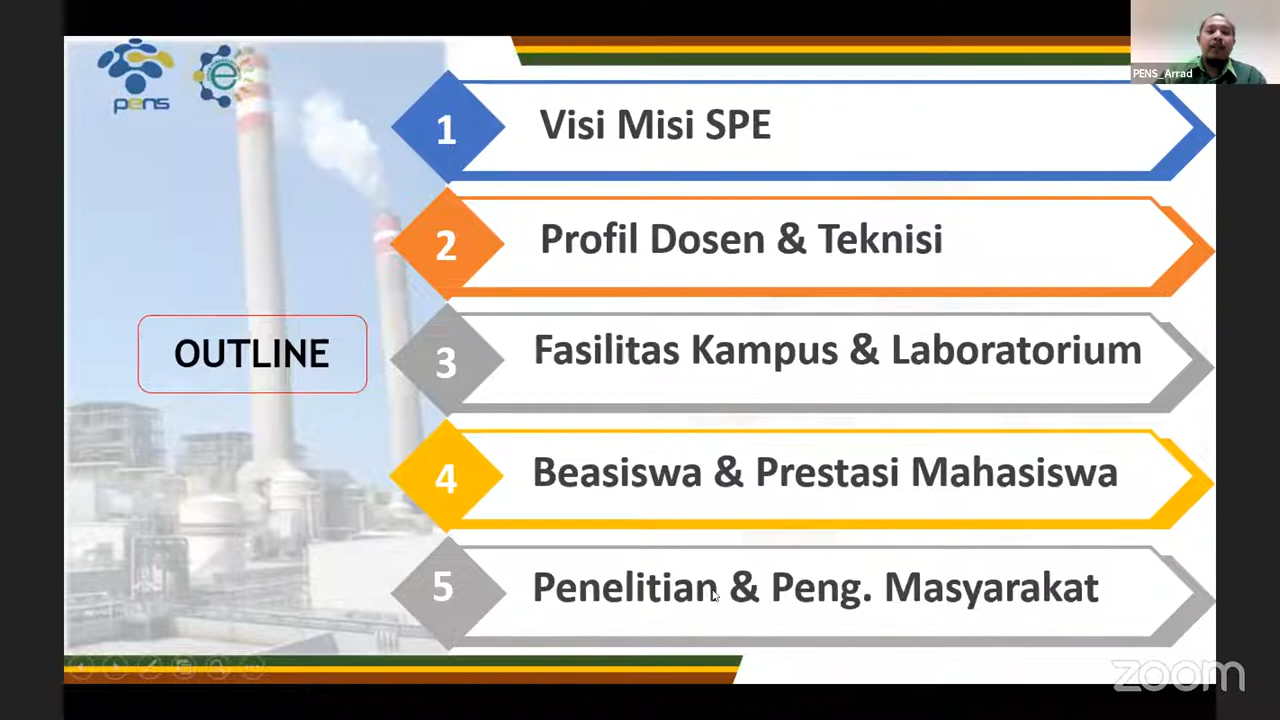 PENS_Arrad
pens
e
OUTLINE
1
Visi Misi SPE
2
Profil Dosen & Teknisi
3
Fasilitas Kampus & Laboratorium
4
Beasiswa & Prestasi Mahasiswa
5
Penelitian & Peng. Masyarakat
zoom